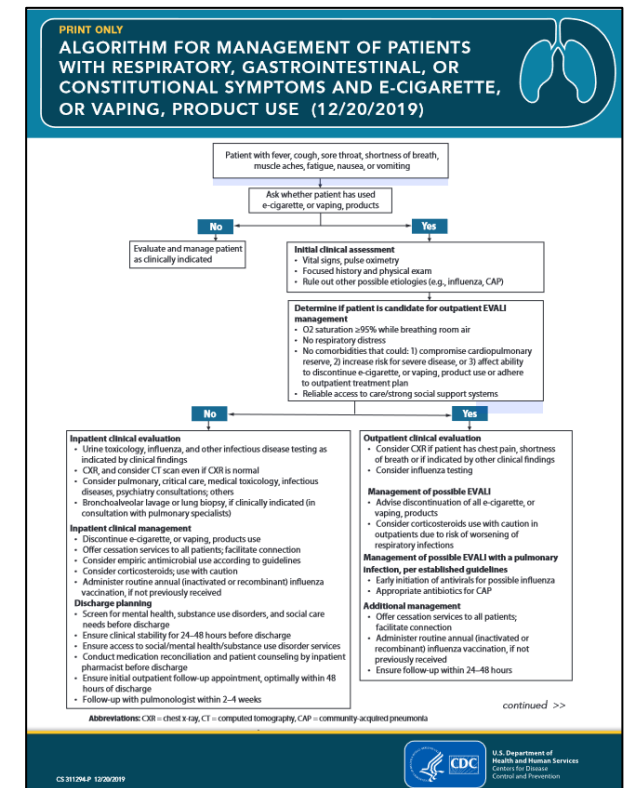 PRINT ONLY
ALGORITHM FOR MANAGEMENT OF PATIENTS
WITH RESPIRATORY, GASTROINTESTINAL, OR
CONSTITUTIONAL SYMPTOMS AND E-CIGARETTE,
OR VAPING, PRODUCT USE (12/20/2019)
Patient with fever, cough, sore throat, shortness of breath,
muscle aches, fatigue, nausea, or vomiting
Ask whether patient has used
e-cigarette, or vaping, products
No
Yes
Evaluate and manage patient
as clinically indicated
Initial clinical assessment
• Vital signs, pulse oximetry
• Focused history and physical exam
• Rule out other possible etiologies (e.g., influenza, CAP)
Determine if patient is candidate for outpatient EVALI
management
• O2 saturation ≥95% while breathing room air
• No respiratory distress
• No comorbidities that could: 1) compromise cardiopulmonary
reserve, 2) increase risk for severe disease, or 3) affect ability
to discontinue e-cigarette, or vaping, product use or adhere
to outpatient treatment plan
• Reliable access to care/strong social support systems
No
Yes
Inpatient clinical evaluation
• Urine toxicology, influenza, and other infectious disease testing as
indicated by clinical findings
• CXR, and consider CT scan even if CXR is normal
• Consider pulmonary, critical care, medical toxicology, infectious
diseases, psychiatry consultations; others
• Bronchoalveolar lavage or lung biopsy, if clinically indicated (in
consultation with pulmonary specialists)
Inpatient clinical management
• Discontinue e-cigarette, or vaping, products use
• Offer cessation services to all patients; facilitate connection
• Consider empiric antimicrobial use according to guidelines
• Consider corticosteroids; use with caution
• Administer routine annual (inactivated or recombinant) influenza
vaccination, if not previously received
Discharge planning
• Screen for mental health, substance use disorders, and social care
needs before discharge
• Ensure clinical stability for 24–48 hours before discharge
• Ensure access to social/mental health/substance use disorder services
• Conduct medication reconciliation and patient counseling by inpatient
pharmacist before discharge
• Ensure initial outpatient follow-up appointment, optimally within 48
hours of discharge
• Follow-up with pulmonologist within 2–4 weeks
Outpatient clinical evaluation
• Consider CXR if patient has chest pain, shortness
of breath or if indicated by other clinical findings
• Consider influenza testing
Management of possible EVALI
• Advise discontinuation of all e-cigarette, or
vaping, products
• Consider corticosteroids use with caution in
outpatients due to risk of worsening of
respiratory infections
Management of possible EVALI with a pulmonary
infection, per established guidelines
• Early initiation of antivirals for possible influenza
• Appropriate antibiotics for CAP
Additional management
• Offer cessation services to all patients;
facilitate connection
• Administer routine annual (inactivated or
recombinant) influenza vaccination, if not
previously received
• Ensure follow-up within 24–48 hours
continued >>
Abbreviations: CXR = chest x-ray, CT = computed tomography, CAP = community-acquired pneumonia
CS 311294-P 12/20/2019
CDC
U.S. Department of
Health and Human Services
Centers for Disease
Control and Prevention